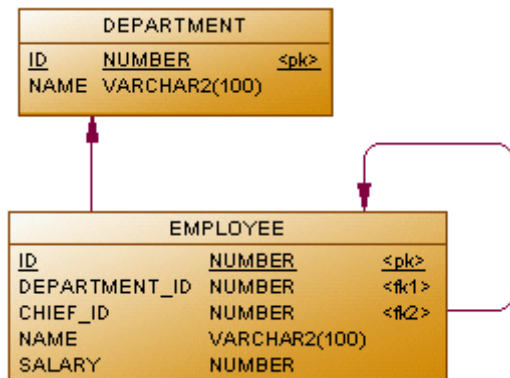 DEPARTMENT
ID NUMBER <pk>
NAME VARCHAR2(100)
EMPLOYEE
ID NUMBER <pk>
DEPARTMENT_ID NUMBER <fk1>
CHIEF_ID NUMBER <fk2>
NAME VARCHAR2(100)
SALARY NUMBER